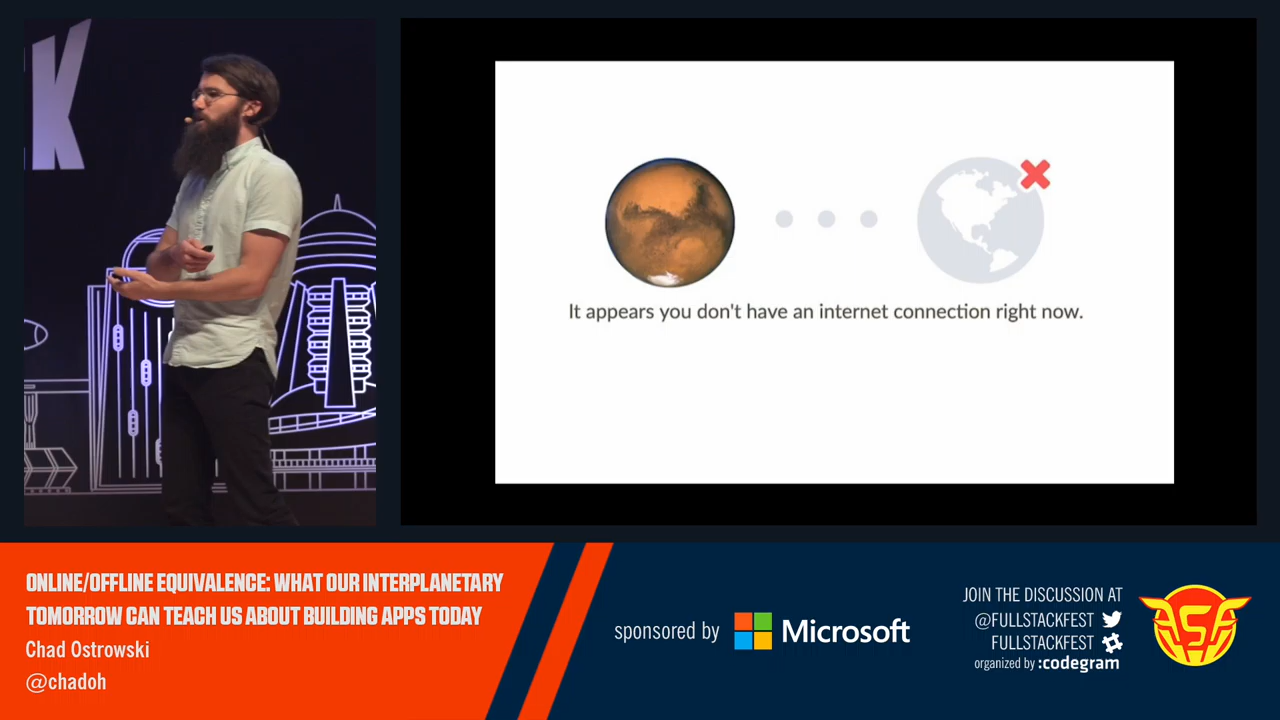 It appears you don't have an internet connection right now.
ONLINE/OFFLINE EQUIVALENCE: WHAT OUR INTERPLANETARY
TOMORROW CAN TEACH US ABOUT BUILDING APPS TODAY
Chad Ostrowski
@chadoh
sponsored by Microsoft
JOIN THE DISCUSSION AT
@FULLSTACKFEST
FULLSTACKFEST
organized by :codegram